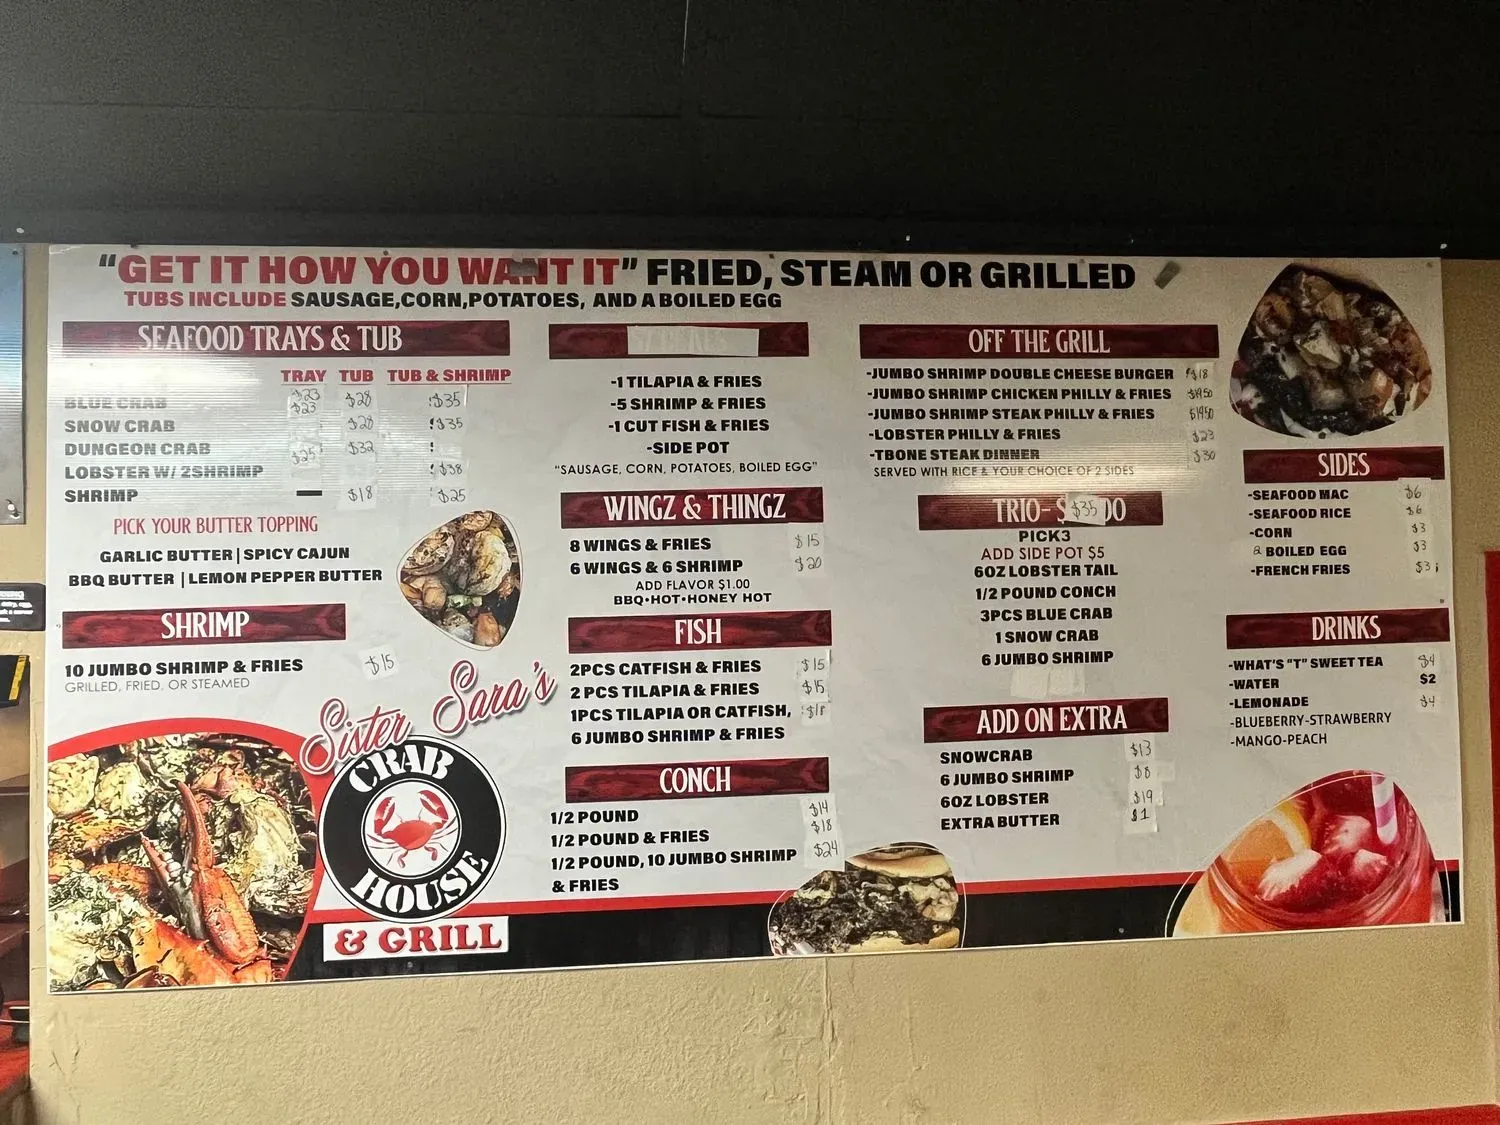 "GET IT HOW YOU WANT IT" FRIED, STEAM OR GRILLED
TUBS INCLUDE SAUSAGE,CORN,POTATOES, AND A BOILED EGG
SEAFOOD TRAYS & TUB
TRAY TUB TUB & SHRIMP
BLUE CRAB $23 $28 $35
SNOW CRAB $23 $28 $35
DUNGEON CRAB $32
LOBSTER W/ 2SHRIMP $25 $38
SHRIMP $18 $25
PICK YOUR BUTTER TOPPING
GARLIC BUTTER | SPICY CAJUN
BBQ BUTTER | LEMON PEPPER BUTTER
SHRIMP
10 JUMBO SHRIMP & FRIES $15
GRILLED, FRIED, OR STEAMED
Sister Sara's
CRAB
HOUSE
& GRILL
-1 TILAPIA & FRIES
-5 SHRIMP & FRIES
-1 CUT FISH & FRIES
-SIDE POT
"SAUSAGE, CORN, POTATOES, BOILED EGG"
WINGZ & THINGZ
8 WINGS & FRIES $15
6 WINGS & 6 SHRIMP $20
ADD FLAVOR $1.00
BBQ•HOT•HONEY HOT
FISH
2PCS CATFISH & FRIES $15
2 PCS TILAPIA & FRIES $15
1PCS TILAPIA OR CATFISH, $18
6 JUMBO SHRIMP & FRIES
CONCH
1/2 POUND $14
1/2 POUND & FRIES $18
1/2 POUND, 10 JUMBO SHRIMP $24
& FRIES
OFF THE GRILL
-JUMBO SHRIMP DOUBLE CHEESE BURGER $18
-JUMBO SHRIMP CHICKEN PHILLY & FRIES $1950
-JUMBO SHRIMP STEAK PHILLY & FRIES $1950
-LOBSTER PHILLY & FRIES $23
-TBONE STEAK DINNER $30
SERVED WITH RICE & YOUR CHOICE OF 2 SIDES
TRIO- $35
PICK3
ADD SIDE POT $5
6OZ LOBSTER TAIL
1/2 POUND CONCH
3PCS BLUE CRAB
1 SNOW CRAB
6 JUMBO SHRIMP
ADD ON EXTRA
SNOWCRAB $13
6 JUMBO SHRIMP $8
6OZ LOBSTER $19
EXTRA BUTTER $1
SIDES
-SEAFOOD MAC $6
-SEAFOOD RICE $6
-CORN $3
2 BOILED EGG $3
-FRENCH FRIES $3
DRINKS
-WHAT'S "T" SWEET TEA $4
-WATER $2
-LEMONADE $4
-BLUEBERRY-STRAWBERRY
-MANGO-PEACH